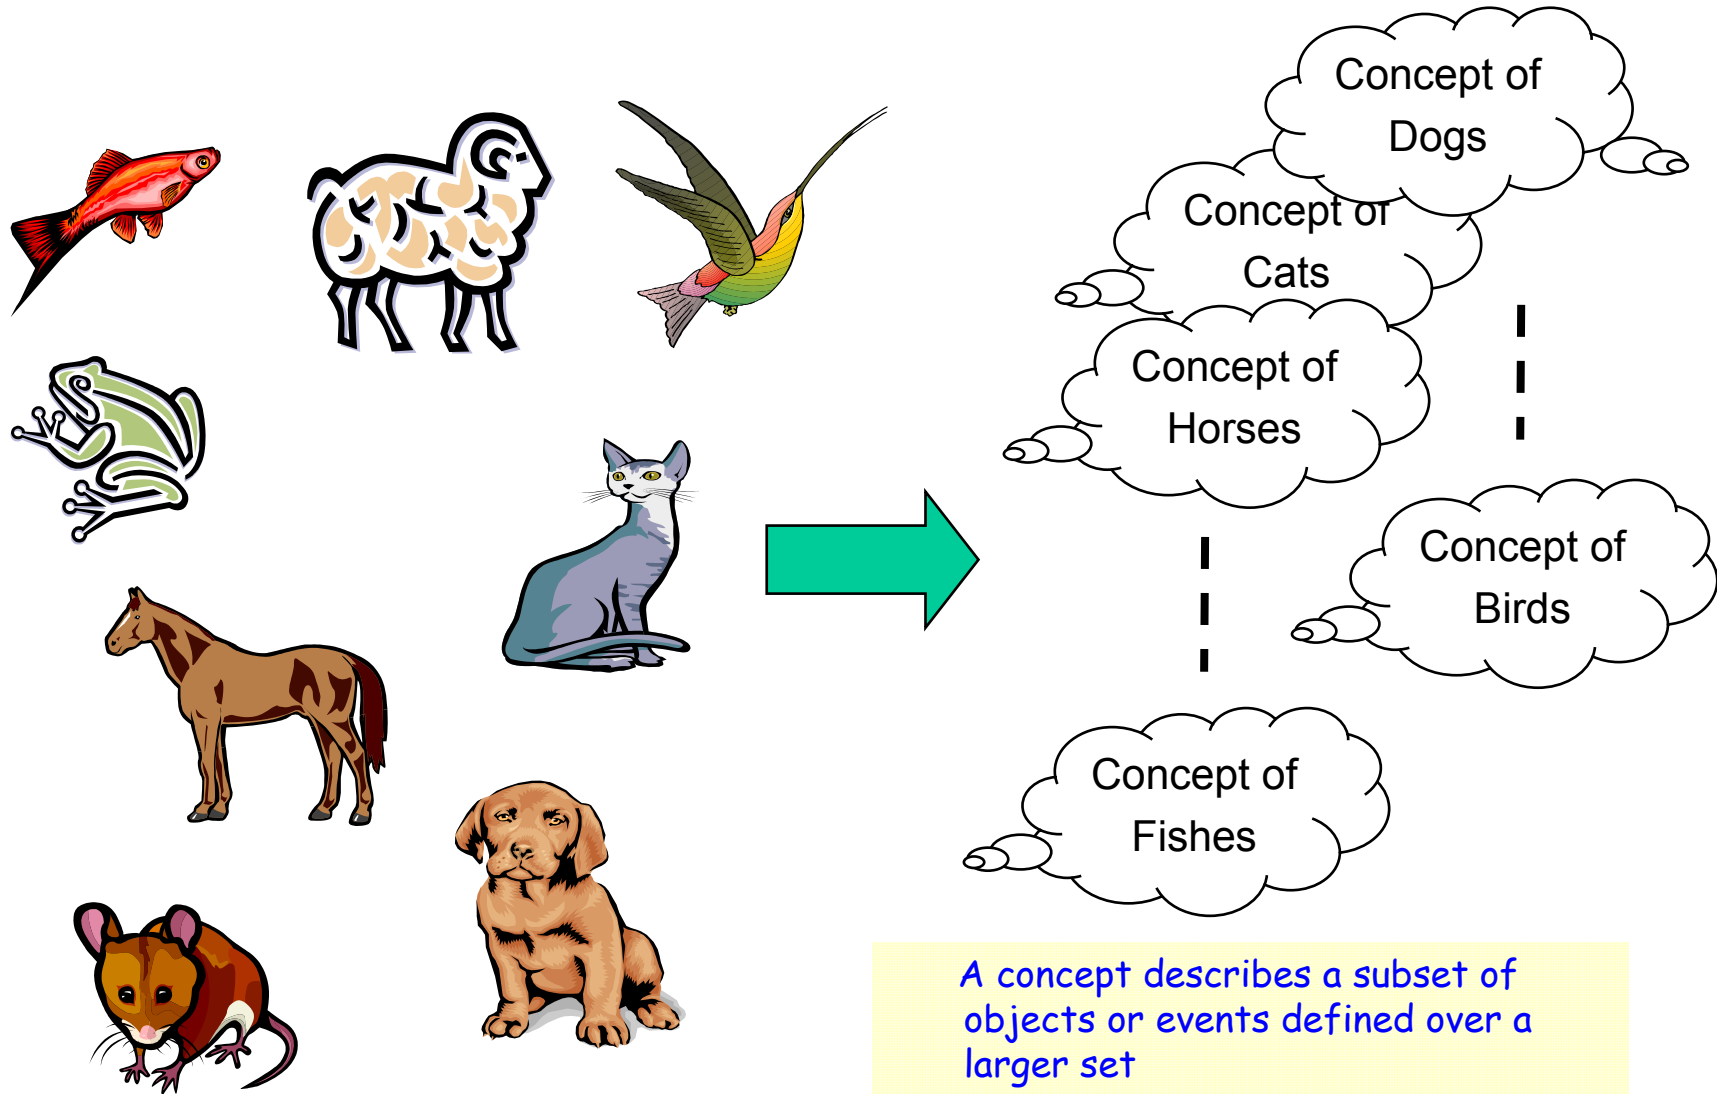 Concept of
Dogs
Concept of
Cats
Concept of
Horses
Concept of
Birds
Concept of
Fishes
A concept describes a subset of
objects or events defined over a
larger set